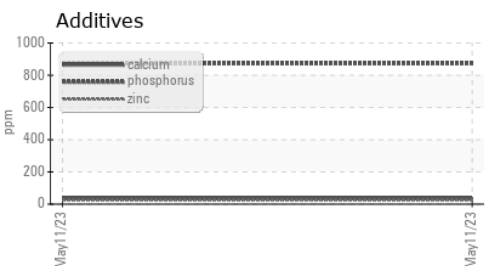 Additives
1000
800
600
400
200
0
ppm
calcium
phosphorus
zinc
May11/23
May11/23